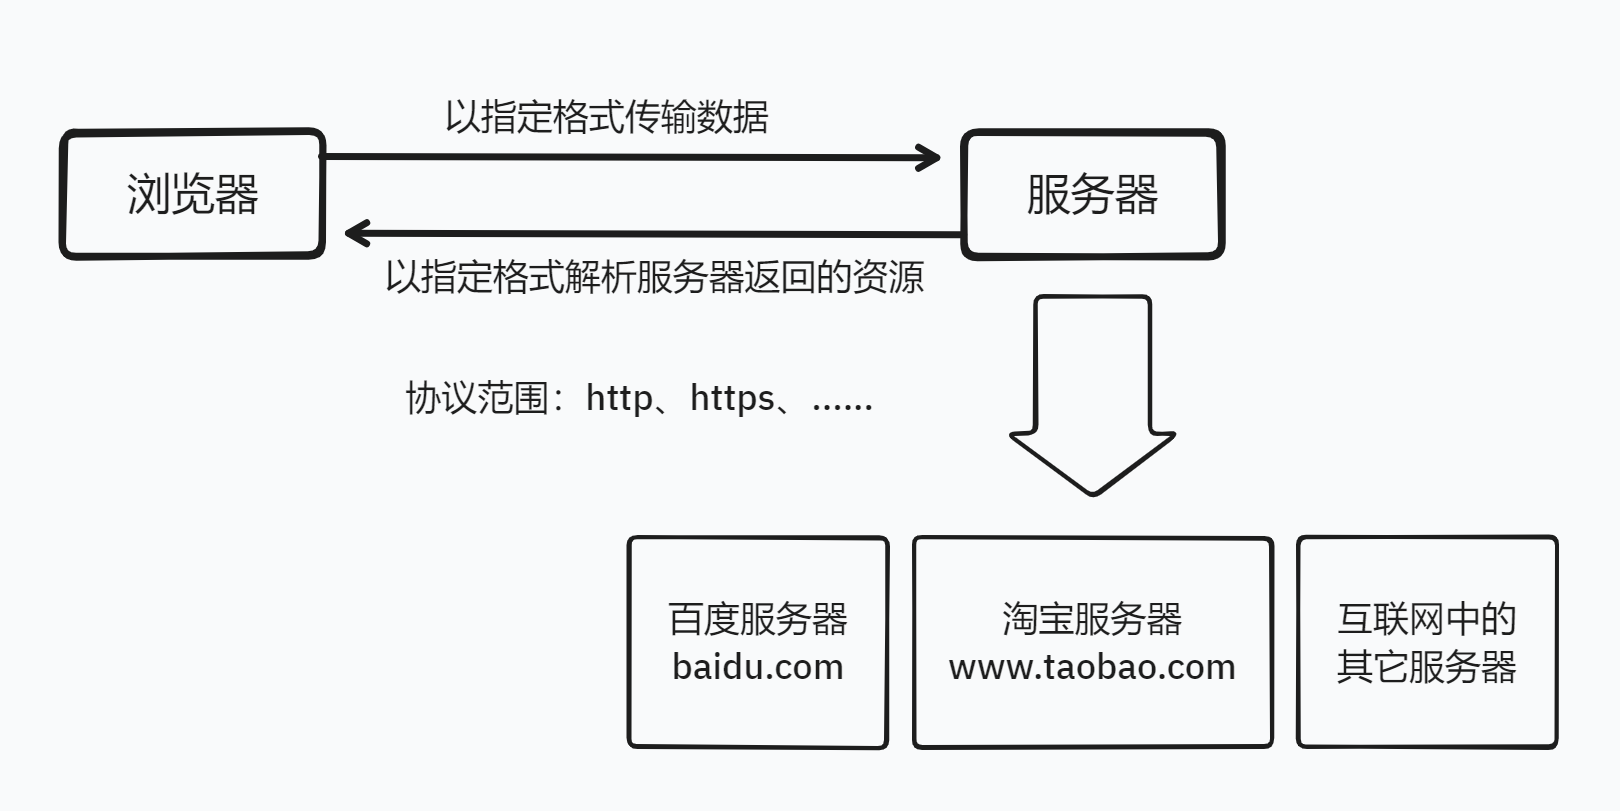 以指定格式传输数据
浏览器
服务器
以指定格式解析服务器返回的资源
协议范围：http、https、……
百度服务器
baidu.com
淘宝服务器
www.taobao.com
互联网中的
其它服务器